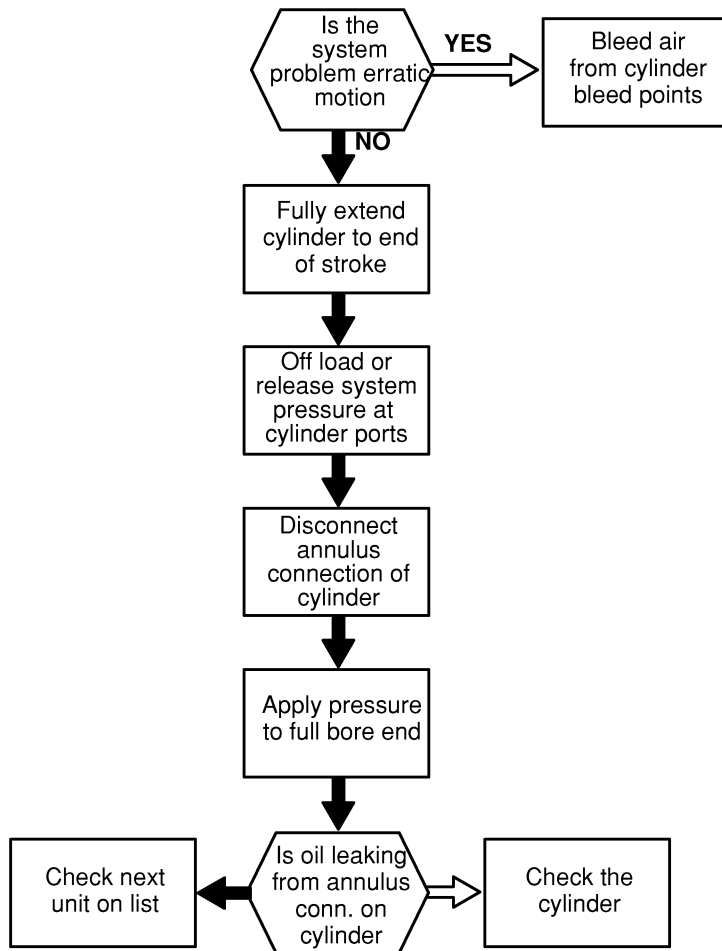 Is the
system
problem erratic
motion
YES
Bleed air
from cylinder
bleed points
NO
Fully extend
cylinder to end
of stroke
Off load or
release system
pressure at
cylinder ports
Disconnect
annulus
connection of
cylinder
Apply pressure
to full bore end
Is oil leaking
from annulus
conn. on
cylinder
Check next
unit on list
Check the
cylinder